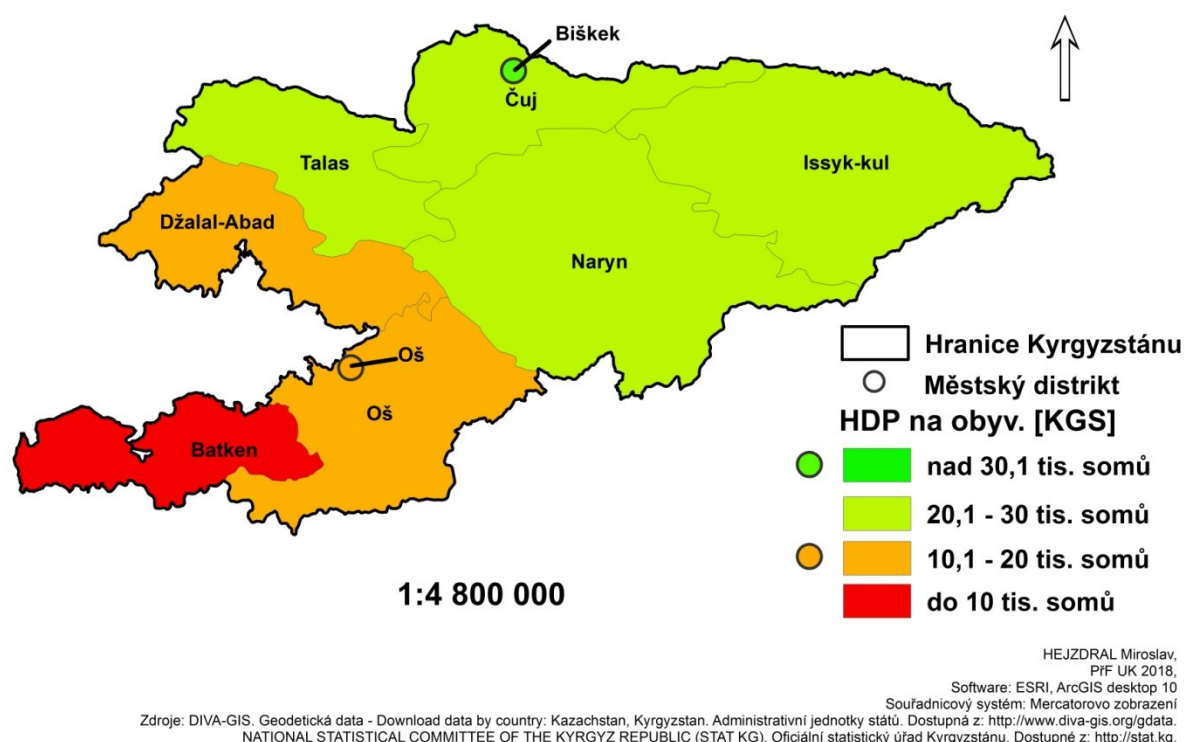 Biškek
Čuj
Talas
Issyk-kul
Džalal-Abad
Naryn
Oš
Oš
Batken
Hranice Kyrgyzstánu
Městský distrikt
HDP na obyv. [KGS]
nad 30,1 tis. somů
20,1 - 30 tis. somů
10,1 - 20 tis. somů
do 10 tis. somů
1:4 800 000
HEJZDRAL Miroslav,
PřF UK 2018,
Software: ESRI, ArcGIS desktop 10
Souřadnicový systém: Mercatorovo zobrazení
Zdroje: DIVA-GIS. Geodetická data - Download data by country: Kazachstan, Kyrgyzstan. Administrativní jednotky států. Dostupná z: http://www.diva-gis.org/gdata.
NATIONAL STATISTICAL COMMITTEE OF THE KYRGYZ REPUBLIC (STAT KG). Oficiální statistický úřad Kyrgyzstánu. Dostupné z: http://stat.kg.